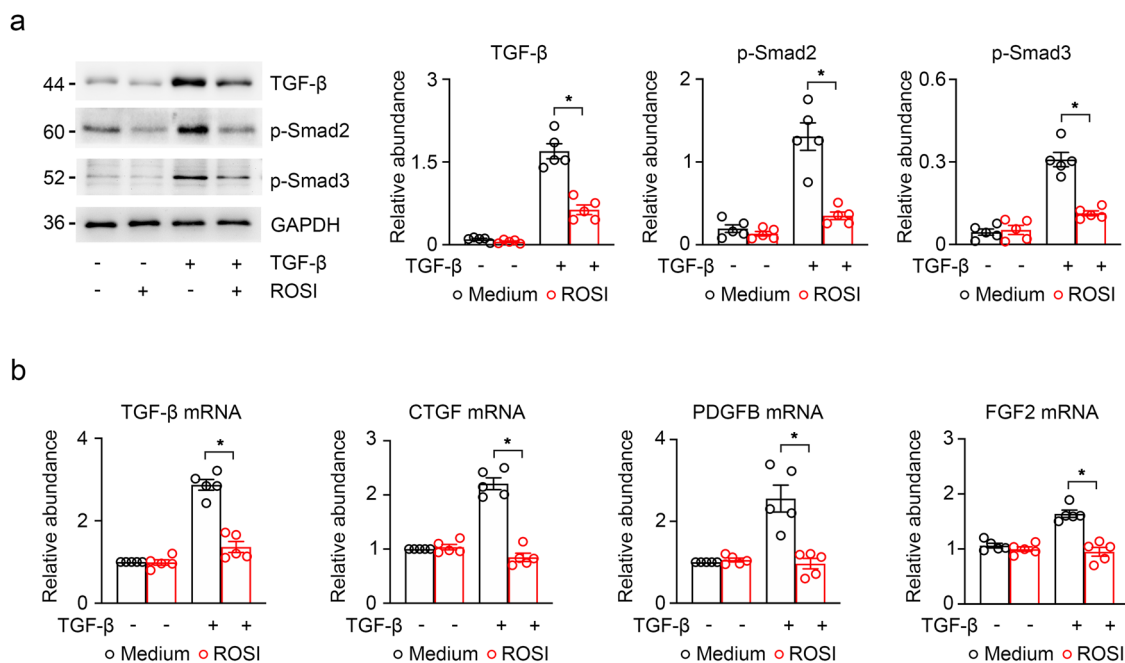 a
TGF-β
p-Smad2
p-Smad3
GAPDH
44
60
52
36
- - + + TGF-β
- + - + ROSI
TGF-β
Relative abundance
3
1.5
0
*
TGF-β - - + +
Medium ROSI
p-Smad2
Relative abundance
2
1
0
*
TGF-β - - + +
Medium ROSI
p-Smad3
Relative abundance
0.6
0.3
0
*
TGF-β - - + +
Medium ROSI
b
TGF-β mRNA
Relative abundance
4
2
0
*
TGF-β - - + +
Medium ROSI
CTGF mRNA
Relative abundance
3
2
1
0
*
TGF-β - - + +
Medium ROSI
PDGFB mRNA
Relative abundance
4
2
0
*
TGF-β - - + +
Medium ROSI
FGF2 mRNA
Relative abundance
3
2
1
0
*
TGF-β - - + +
Medium ROSI